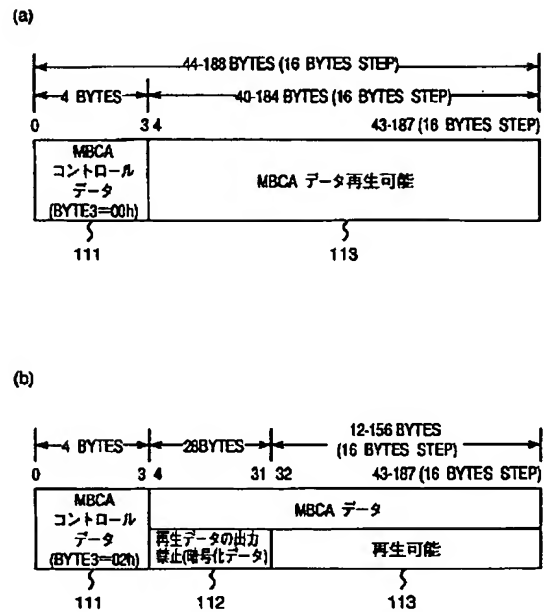 (a)
44-188 BYTES (16 BYTES STEP)
4 BYTES
40-184 BYTES (16 BYTES STEP)
0
3
4
43-187 (16 BYTES STEP)
MBCA
コントロール
データ
(BYTE3=00h)
MBCA データ再生可能
111
113
(b)
12-156 BYTES
(16 BYTES STEP)
4 BYTES
28BYTES
0
3
4
31
32
43-187 (16 BYTES STEP)
MBCA
コントロール
データ
(BYTE3=02h)
MBCA データ
再生データの出力
禁止(暗号化データ)
再生可能
111
112
113